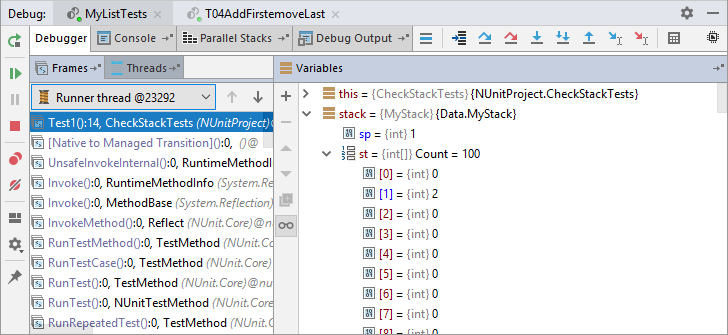 Debug: MyListTests T04AddFirstemoveLast
Debugger Console Parallel Stacks Debug Output
Frames Threads Variables
Runner thread @23292
Test1():14, CheckStackTests (NUnitProject)
[Native to Managed Transition]():0, ()@
UnsafeInvokeInternal():0, RuntimeMethodI
Invoke():0, RuntimeMethodInfo (System.Re
Invoke():0, MethodBase (System.Reflection)
InvokeMethod():0, Reflect (NUnit.Core)@nu
RunTestMethod():0, TestMethod (NUnit.Co
RunTestCase():0, TestMethod (NUnit.Core)
RunTest():0, TestMethod (NUnit.Core)@nu
RunTest():0, NUnitTestMethod (NUnit.Core
RunRepeatedTest():0, TestMethod (NUnit.C
this = {CheckStackTests} {NUnitProject.CheckStackTests}
stack = {MyStack} {Data.MyStack}
sp = {int} 1
st = {int[]} Count = 100
[0] = {int} 0
[1] = {int} 2
[2] = {int} 0
[3] = {int} 0
[4] = {int} 0
[5] = {int} 0
[6] = {int} 0
[7] = {int} 0
[8] = {int} 0